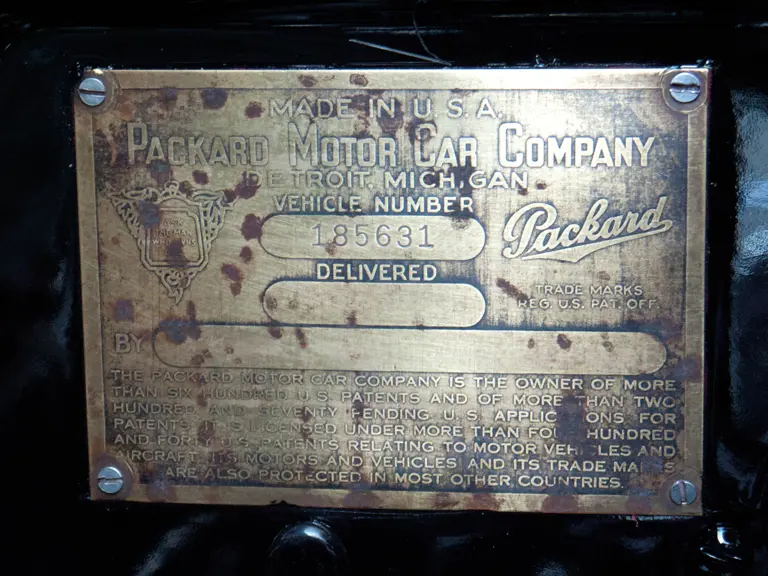 MADE IN U.S.A.
PACKARD MOTOR CAR COMPANY
DETROIT, MICHIGAN
VEHICLE NUMBER
185631
Packard
DELIVERED
TRADE MARKS
REG. U.S. PAT. OFF.
BY
THE PACKARD MOTOR CAR COMPANY IS THE OWNER OF MORE
THAN SIX HUNDRED U.S. PATENTS AND OF MORE THAN TWO
HUNDRED AND SEVENTY PENDING U.S. APPLICATIONS FOR
PATENTS. IT IS LICENSED UNDER MORE THAN FOUR HUNDRED
AND FORTY U.S. PATENTS RELATING TO MOTOR VEHICLES AND
AIRCRAFT. ITS MOTORS AND VEHICLES AND ITS TRADE MARKS
ARE ALSO PROTECTED IN MOST OTHER COUNTRIES.